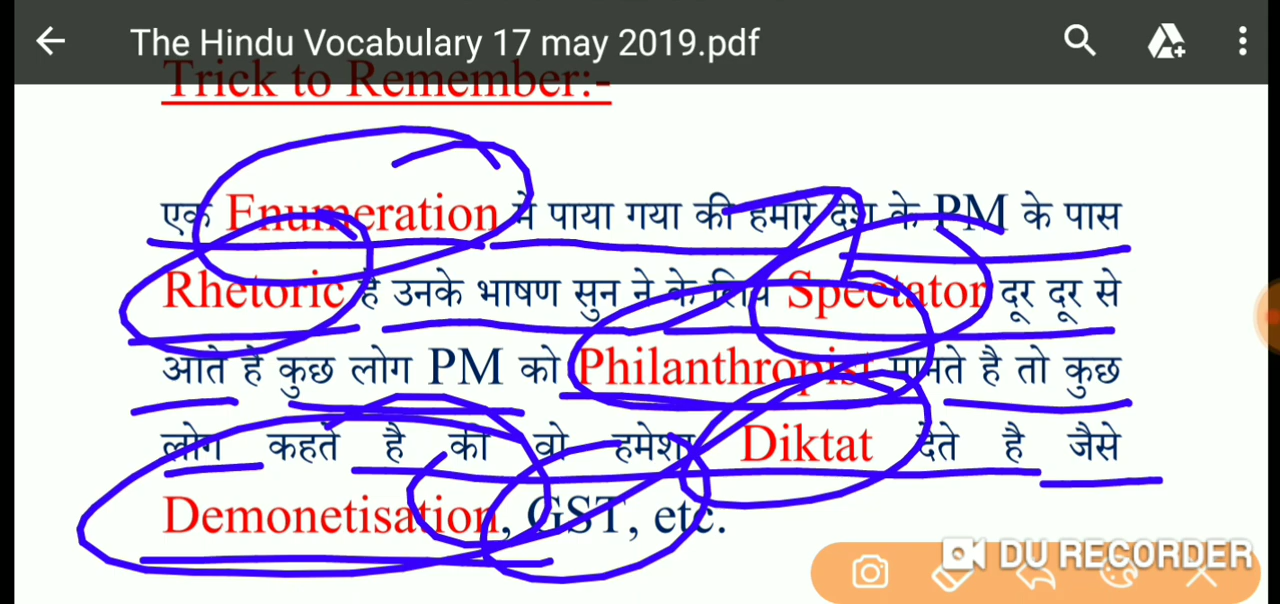 The Hindu Vocabulary 17 may 2019.pdf
Trick to Remember:-
एक Enumeration मे पाया गया की हमारे देश के PM के पास
Rhetoric है उनके भाषण सुन ने के लिये Spectator दूर दूर से
आते है कुछ लोग PM को Philanthropist मानते है तो कुछ
लोग कहते है की वो हमेशा Diktat देते है जैसे
Demonetisation, GST, etc.
DU RECORDER